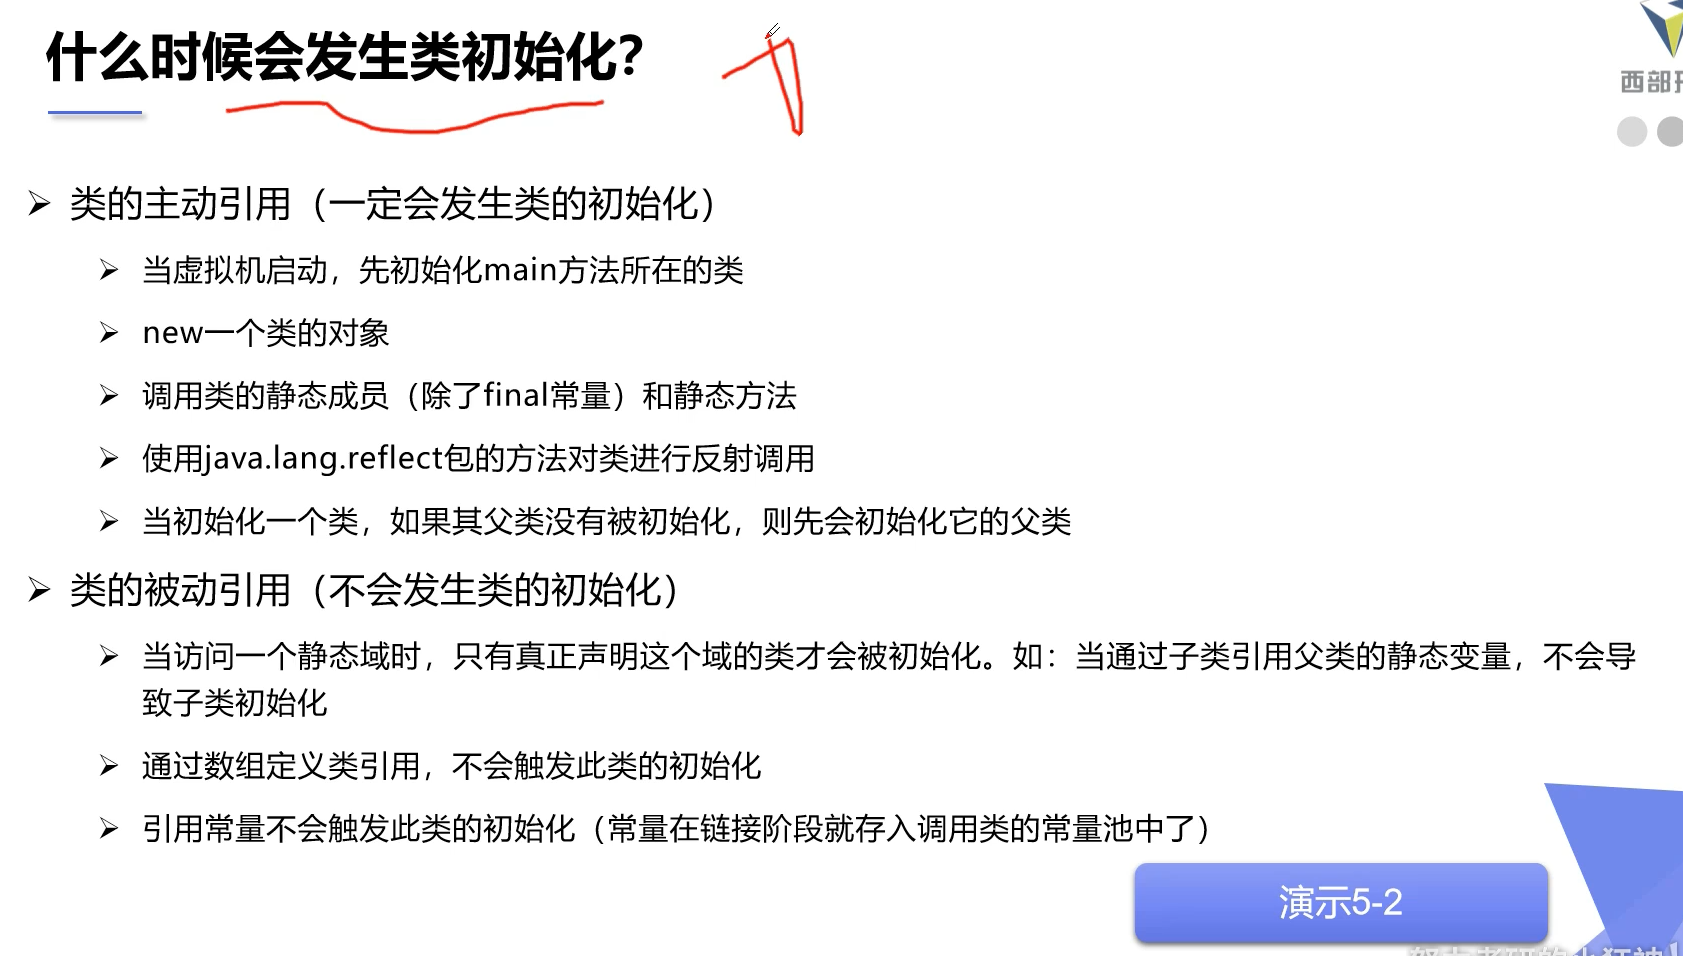 什么时候会发生类初始化？
西部开
类的主动引用（一定会发生类的初始化）
当虚拟机启动，先初始化main方法所在的类
new一个类的对象
调用类的静态成员（除了final常量）和静态方法
使用java.lang.reflect包的方法对类进行反射调用
当初始化一个类，如果其父类没有被初始化，则先会初始化它的父类
类的被动引用（不会发生类的初始化）
当访问一个静态域时，只有真正声明这个域的类才会被初始化。如：当通过子类引用父类的静态变量，不会导
致子类初始化
通过数组定义类引用，不会触发此类的初始化
引用常量不会触发此类的初始化（常量在链接阶段就存入调用类的常量池中了）
演示5-2